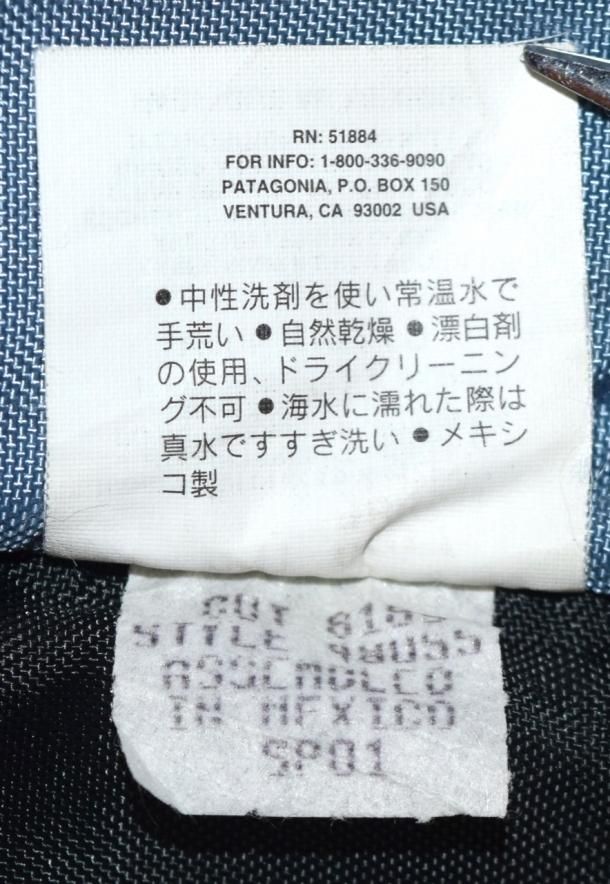 RN: 51884
FOR INFO: 1-800-336-9090
PATAGONIA, P.O. BOX 150
VENTURA, CA 93002 USA
●中性洗剤を使い常温水で
手荒い●自然乾燥●漂白剤
の使用、ドライクリーニン
グ不可●海水に濡れた際は
真水ですすぎ洗い●メキシ
コ製
CUT
STYLE 48055
ASSEMBLED
IN MEXICO
SP01